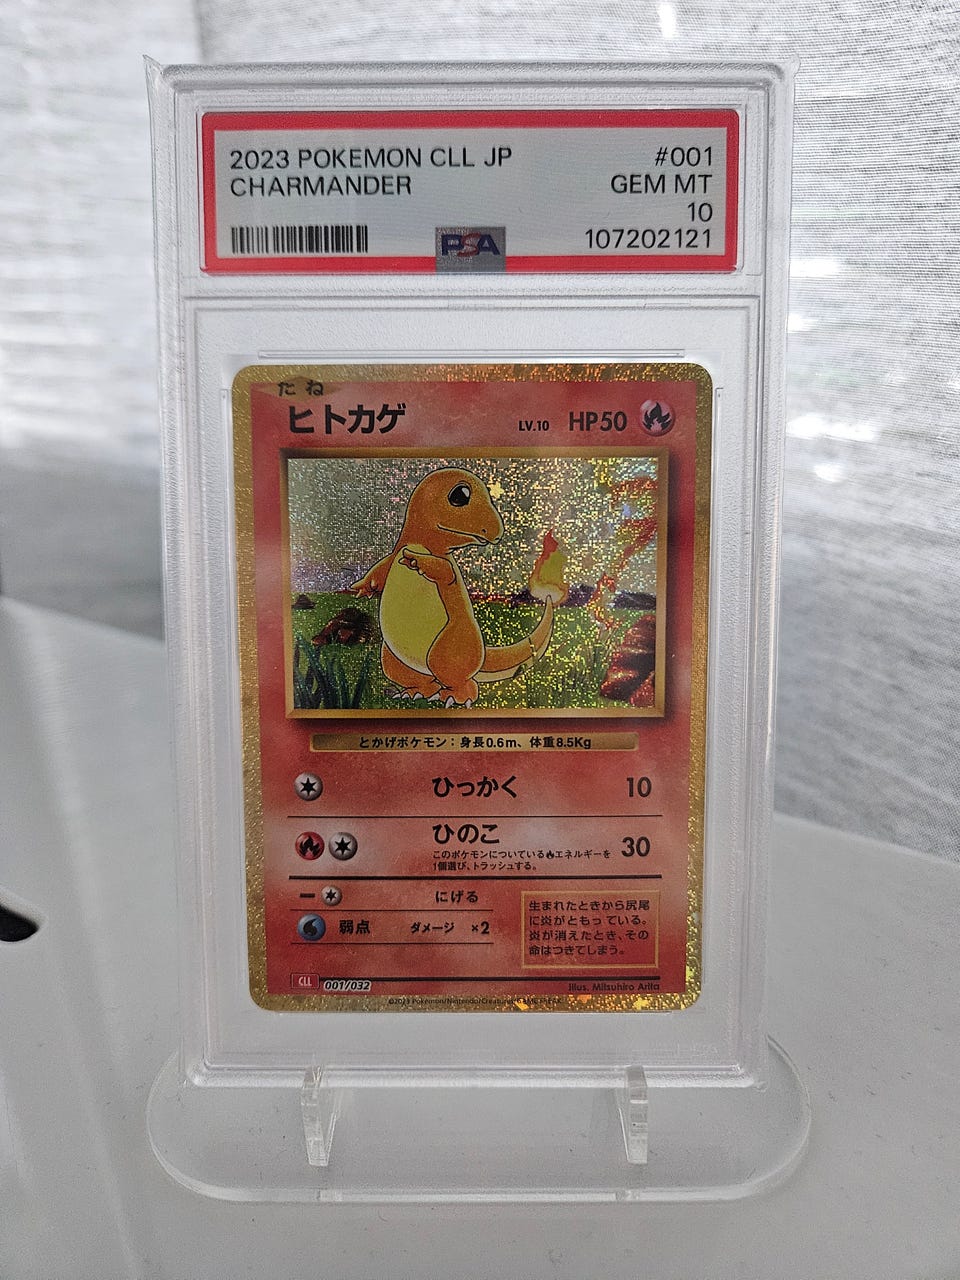 2023 POKEMON CLL JP
#001
CHARMANDER
GEM MT
10
PSA
107202121
たね
ヒトカゲ
LV.10 HP50
とかげポケモン：身長0.6m、体重8.5Kg
ひっかく 10
ひのこ 30
このポケモンについているエネルギーを
1個選び、トラッシュする。
にげる
弱点 ダメージ ×2
生まれたときから尻尾
に炎がともっている。
炎が消えたとき、その
命はつきてしまう。
CLL 001/032
Illus. Mitsuhiro Arita
©2023 Pokémon/Nintendo/Creatures/GAME FREAK